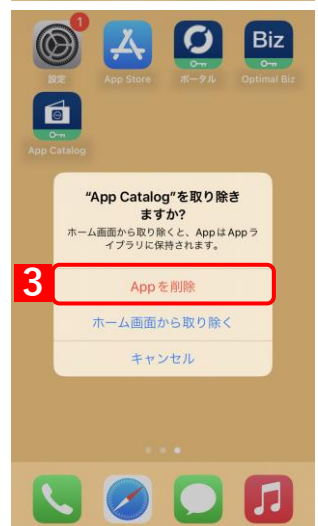 1
Biz
設定
App Store
ポータル
Optimal Biz
App Catalog
“App Catalog”を取り除き
ますか?
ホーム画面から取り除くと、AppはAppラ
イブラリに保持されます。
3
Appを削除
ホーム画面から取り除く
キャンセル